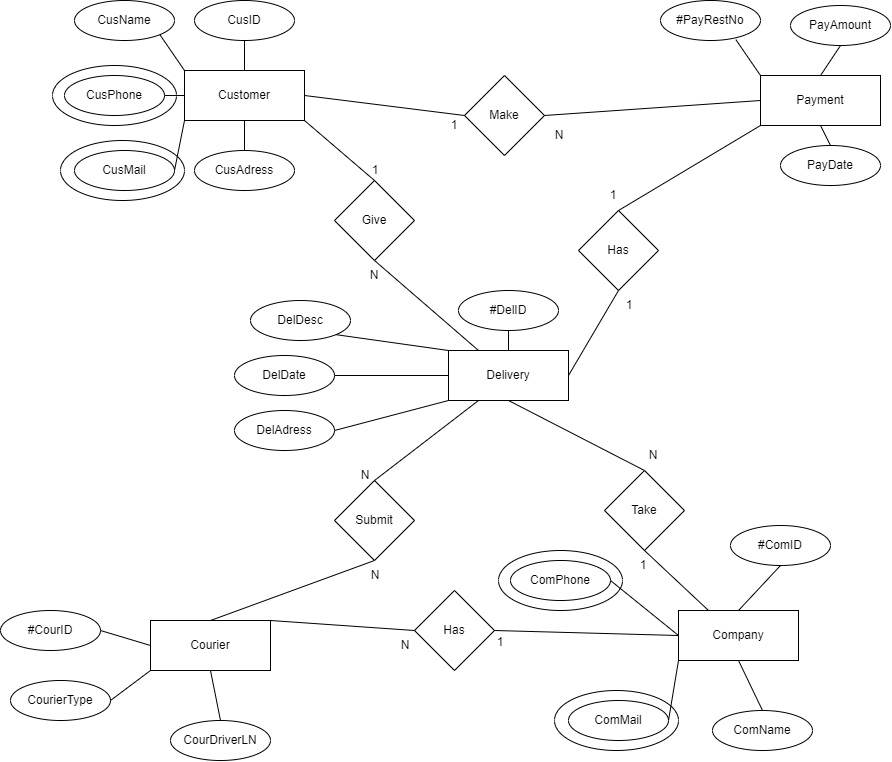 CusName
CusID
#PayRestNo
PayAmount
CusPhone
Customer
Make
Payment
1
N
CusMail
CusAdress
PayDate
1
Give
N
1
Has
1
DelDesc
#DelID
DelDate
Delivery
DelAdress
N
Submit
N
N
Take
1
#ComID
ComPhone
#CourID
Courier
N
Has
1
Company
CourierType
CourDriverLN
ComMail
ComName